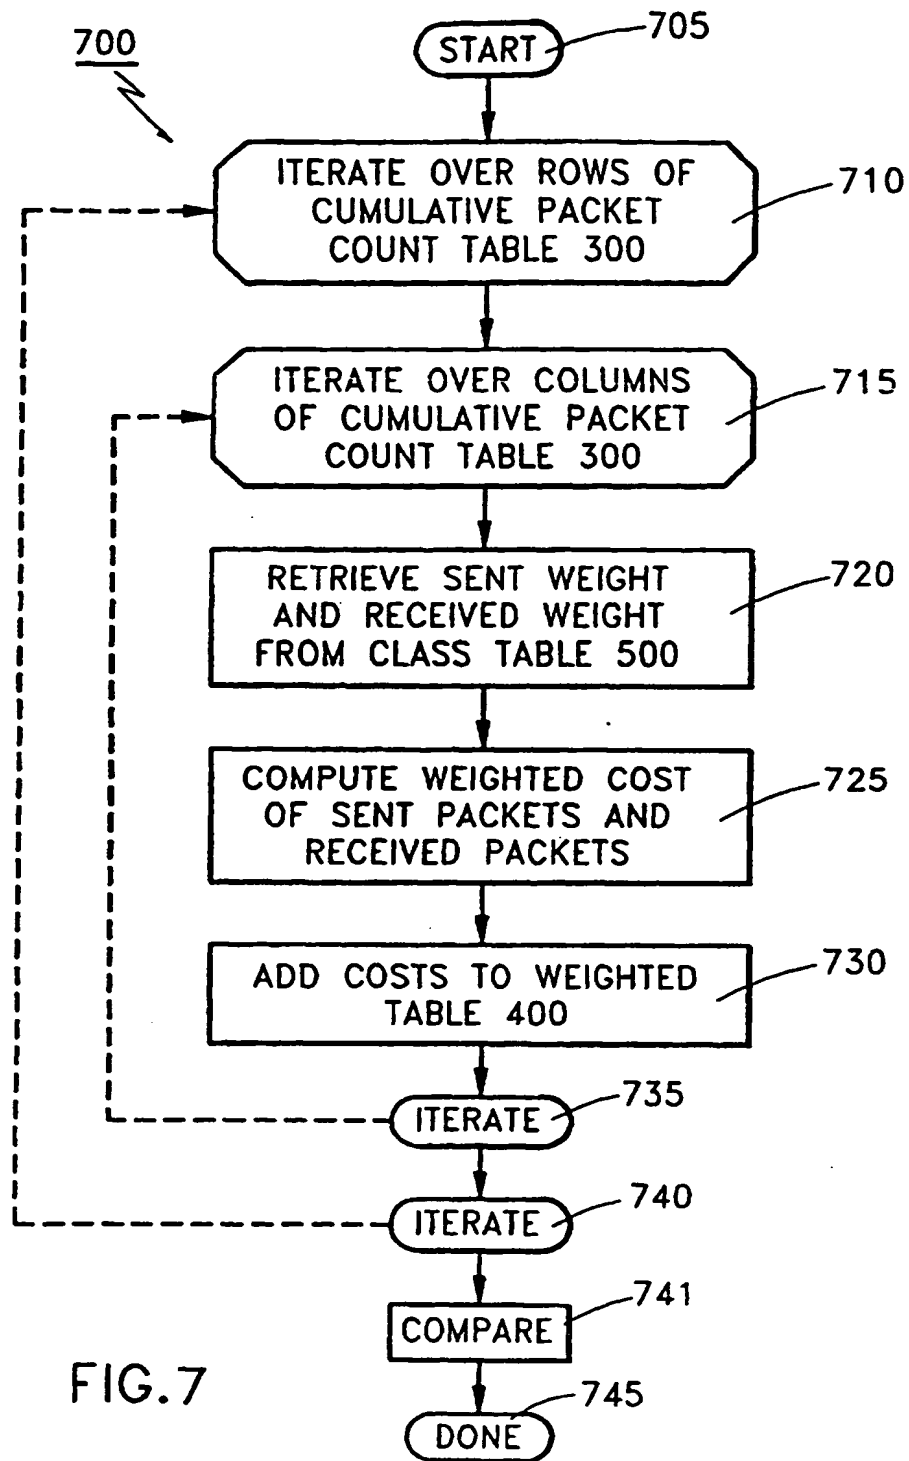 700
START
705
ITERATE OVER ROWS OF
CUMULATIVE PACKET
COUNT TABLE 300
710
ITERATE OVER COLUMNS
OF CUMULATIVE PACKET
COUNT TABLE 300
715
RETRIEVE SENT WEIGHT
AND RECEIVED WEIGHT
FROM CLASS TABLE 500
720
COMPUTE WEIGHTED COST
OF SENT PACKETS AND
RECEIVED PACKETS
725
ADD COSTS TO WEIGHTED
TABLE 400
730
ITERATE
735
ITERATE
740
COMPARE
741
DONE
745
FIG.7